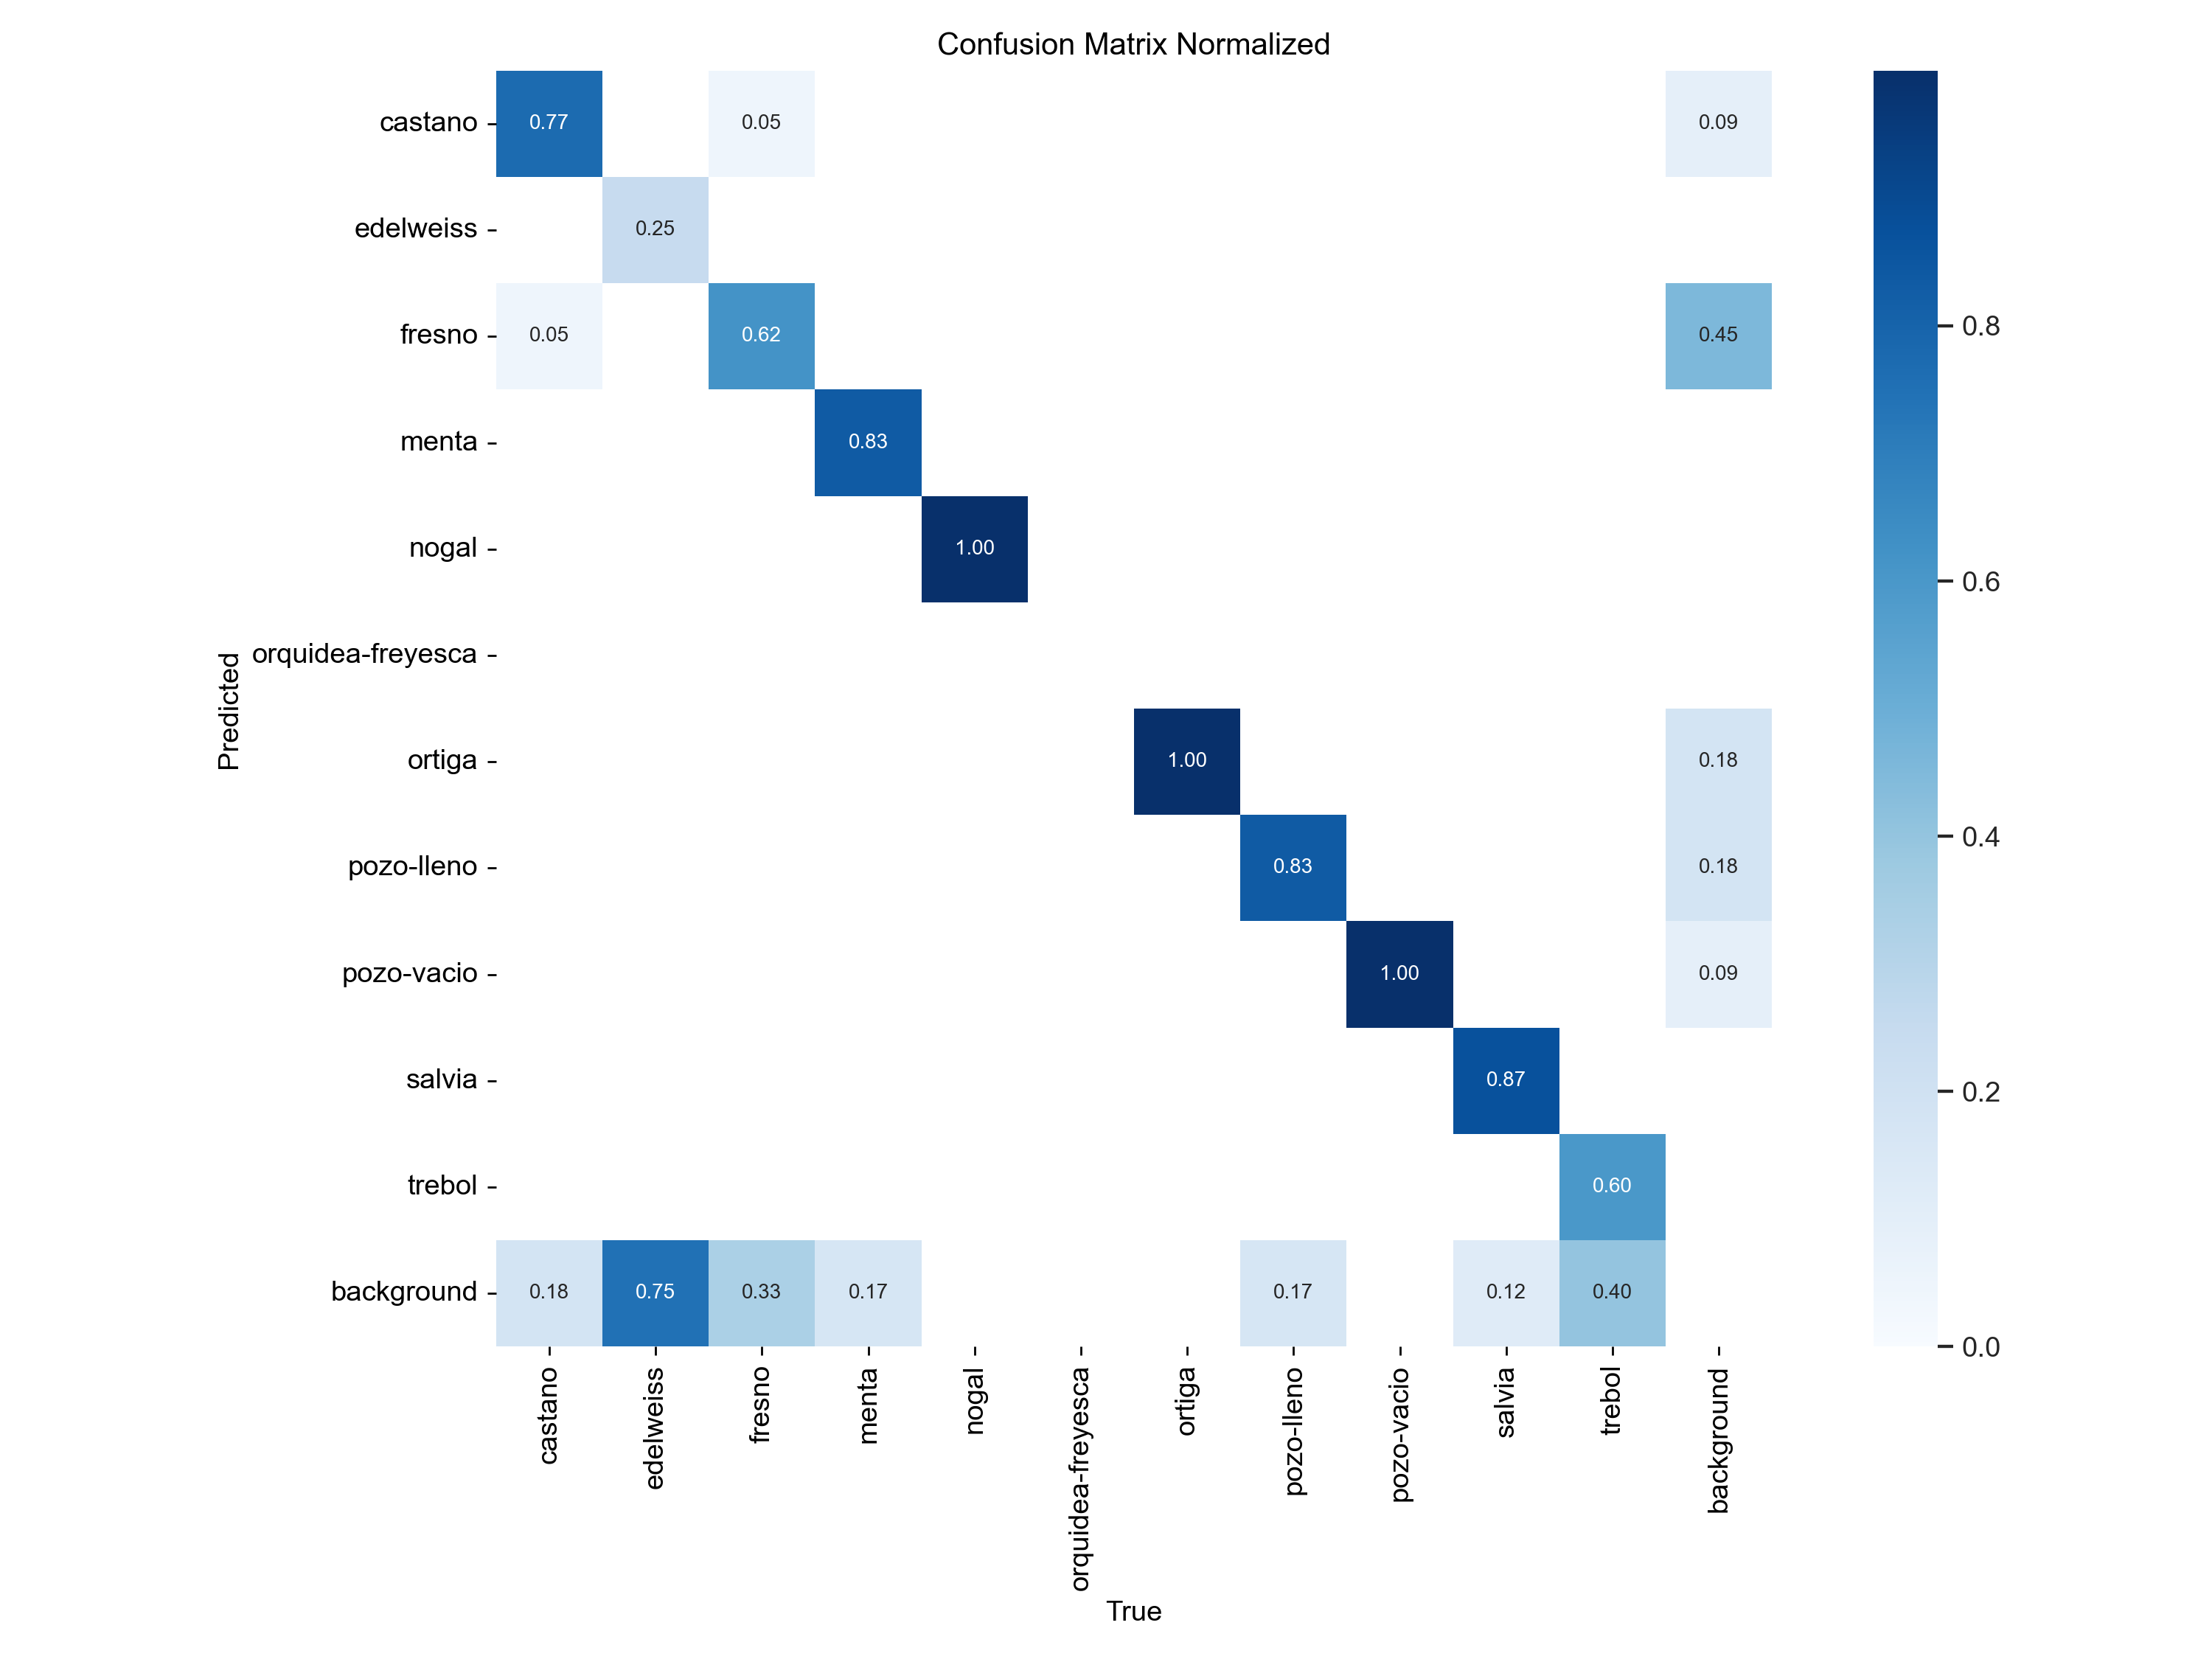 Confusion Matrix Normalized
castano
0.77
0.05
0.09
edelweiss
0.25
fresno
0.05
0.62
0.45
0.8
menta
0.83
nogal
1.00
0.6
Predicted
orquidea-freyesca
ortiga
1.00
0.18
pozo-lleno
0.83
0.18
0.4
pozo-vacio
1.00
0.09
salvia
0.87
0.2
trebol
0.60
background
0.18
0.75
0.33
0.17
0.17
0.12
0.40
0.0
castano
edelweiss
fresno
menta
nogal
orquidea-freyesca
ortiga
pozo-lleno
pozo-vacio
salvia
trebol
background
True